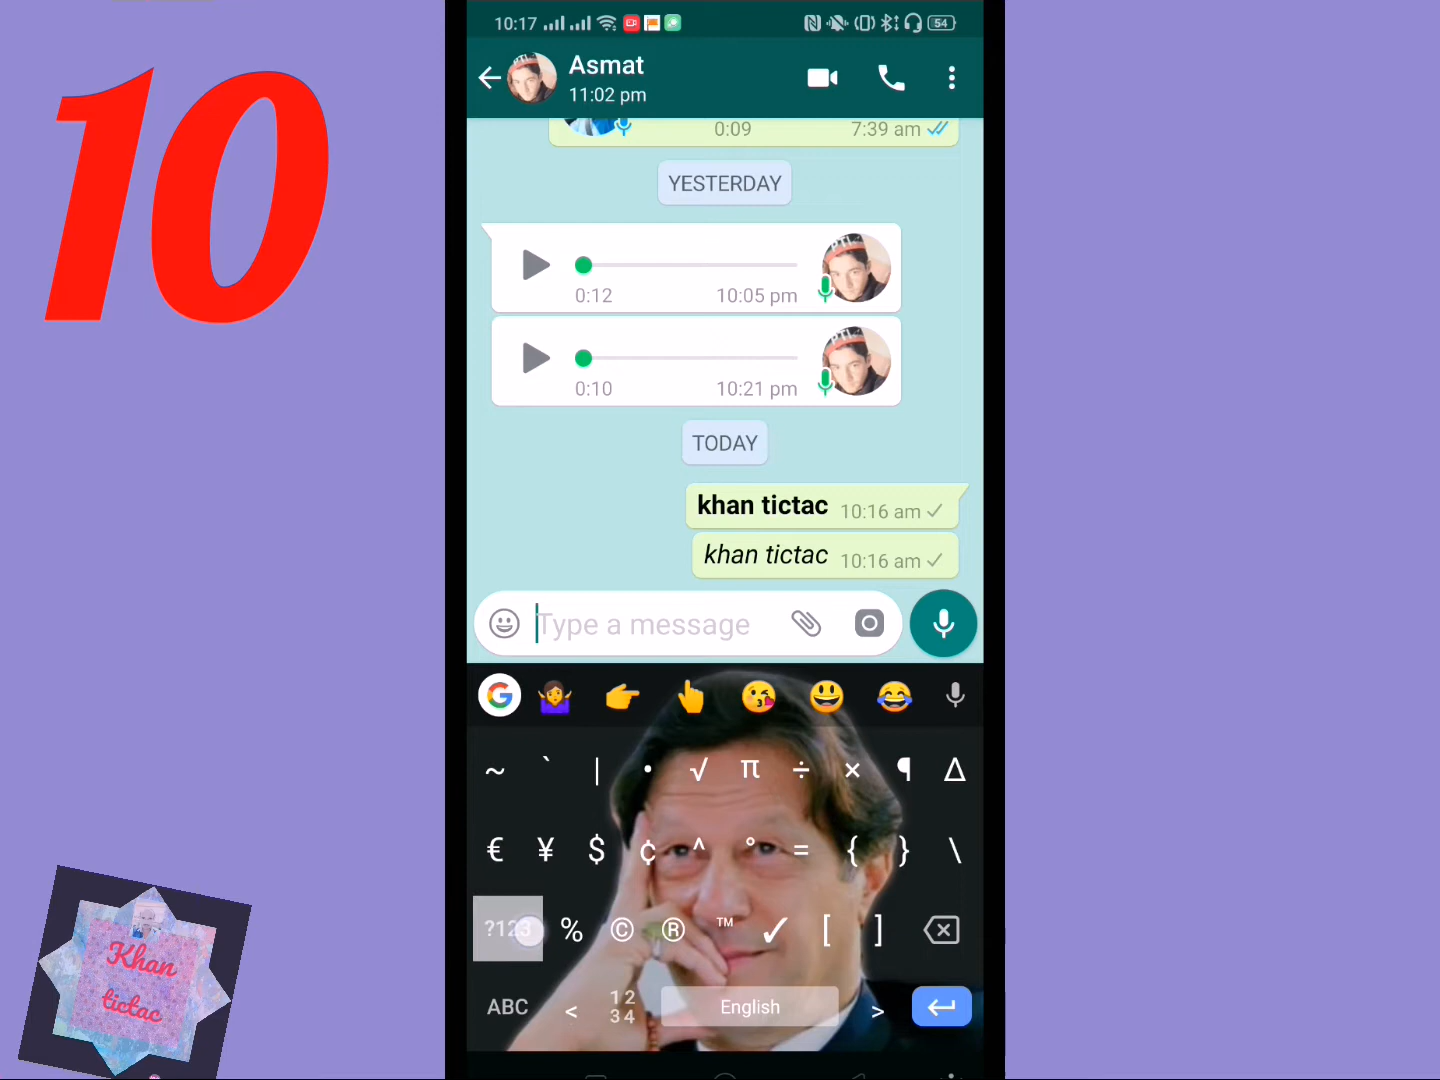 10
10:17
54
Asmat
11:02 pm
0:09 7:39 am
YESTERDAY
0:12 10:05 pm
0:10 10:21 pm
TODAY
khan tictac 10:16 am
khan tictac 10:16 am
Type a message
~ ` | • √ π ÷ × ¶ Δ
€ ¥ $ ¢ ^ ° = { } \
?123 % © ® ™ ✓ [ ]
ABC < 12 34 English >
Khan
tictac